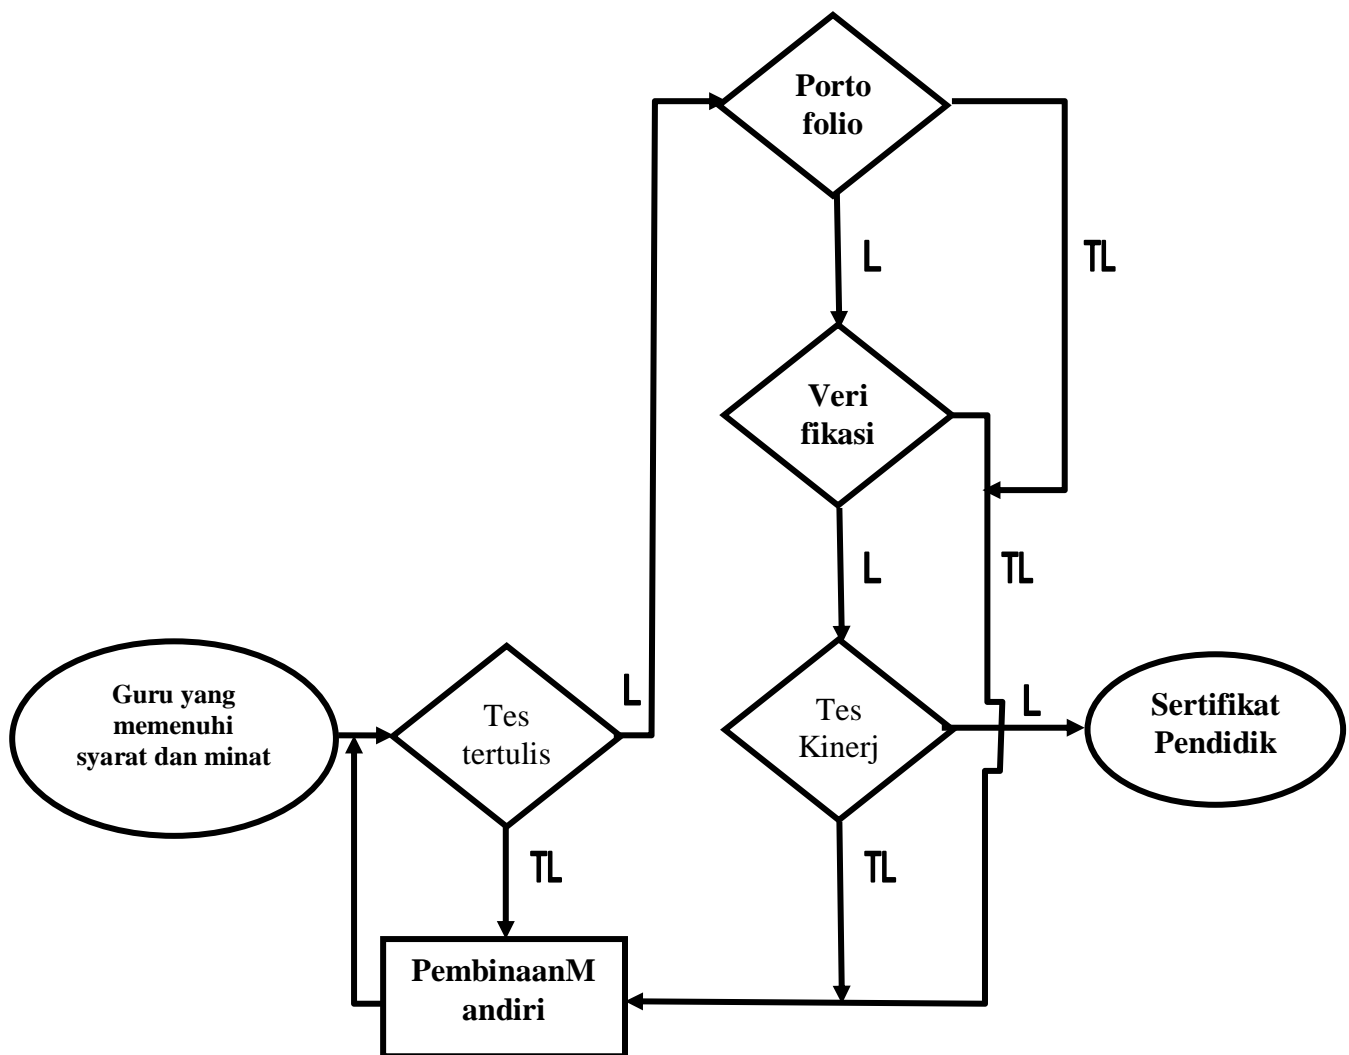 Porto
folio
L
TL
Veri
fikasi
L
TL
Guru yang
memenuhi
syarat dan minat
Tes
tertulis
L
Tes
Kinerj
L
Sertifikat
Pendidik
TL
TL
PembinaanM
andiri